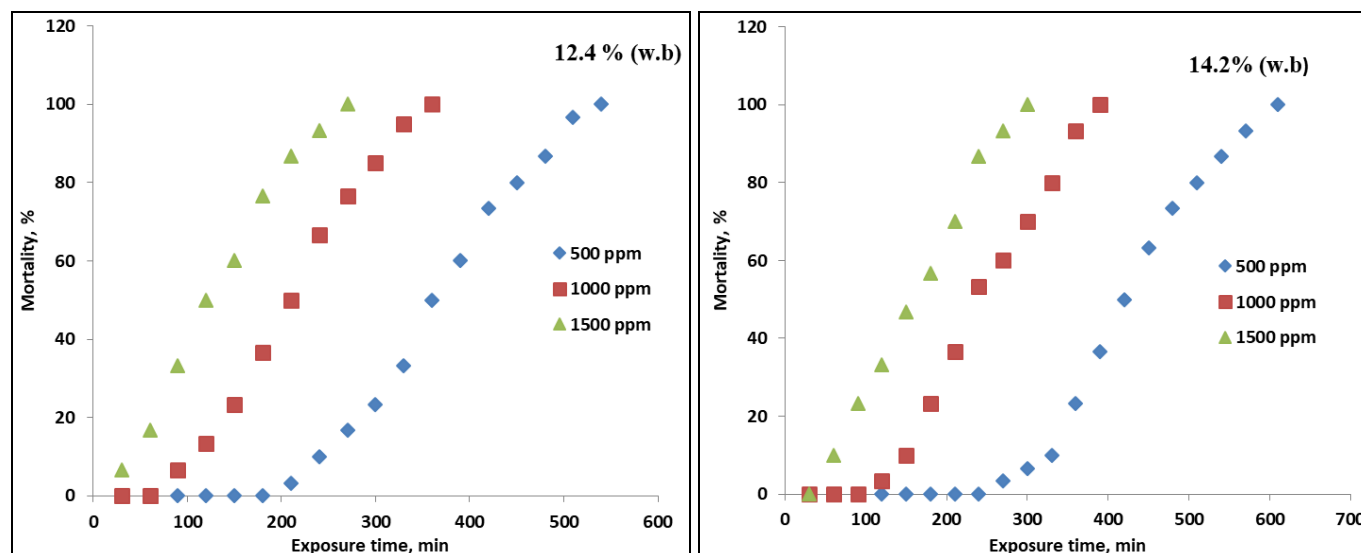 12.4 % (w.b)
Mortality, %
120
100
80
60
40
20
0
0 100 200 300 400 500 600
Exposure time, min
500 ppm
1000 ppm
1500 ppm
14.2% (w.b)
Mortality, %
120
100
80
60
40
20
0
0 100 200 300 400 500 600 700
Exposure time, min
500 ppm
1000 ppm
1500 ppm